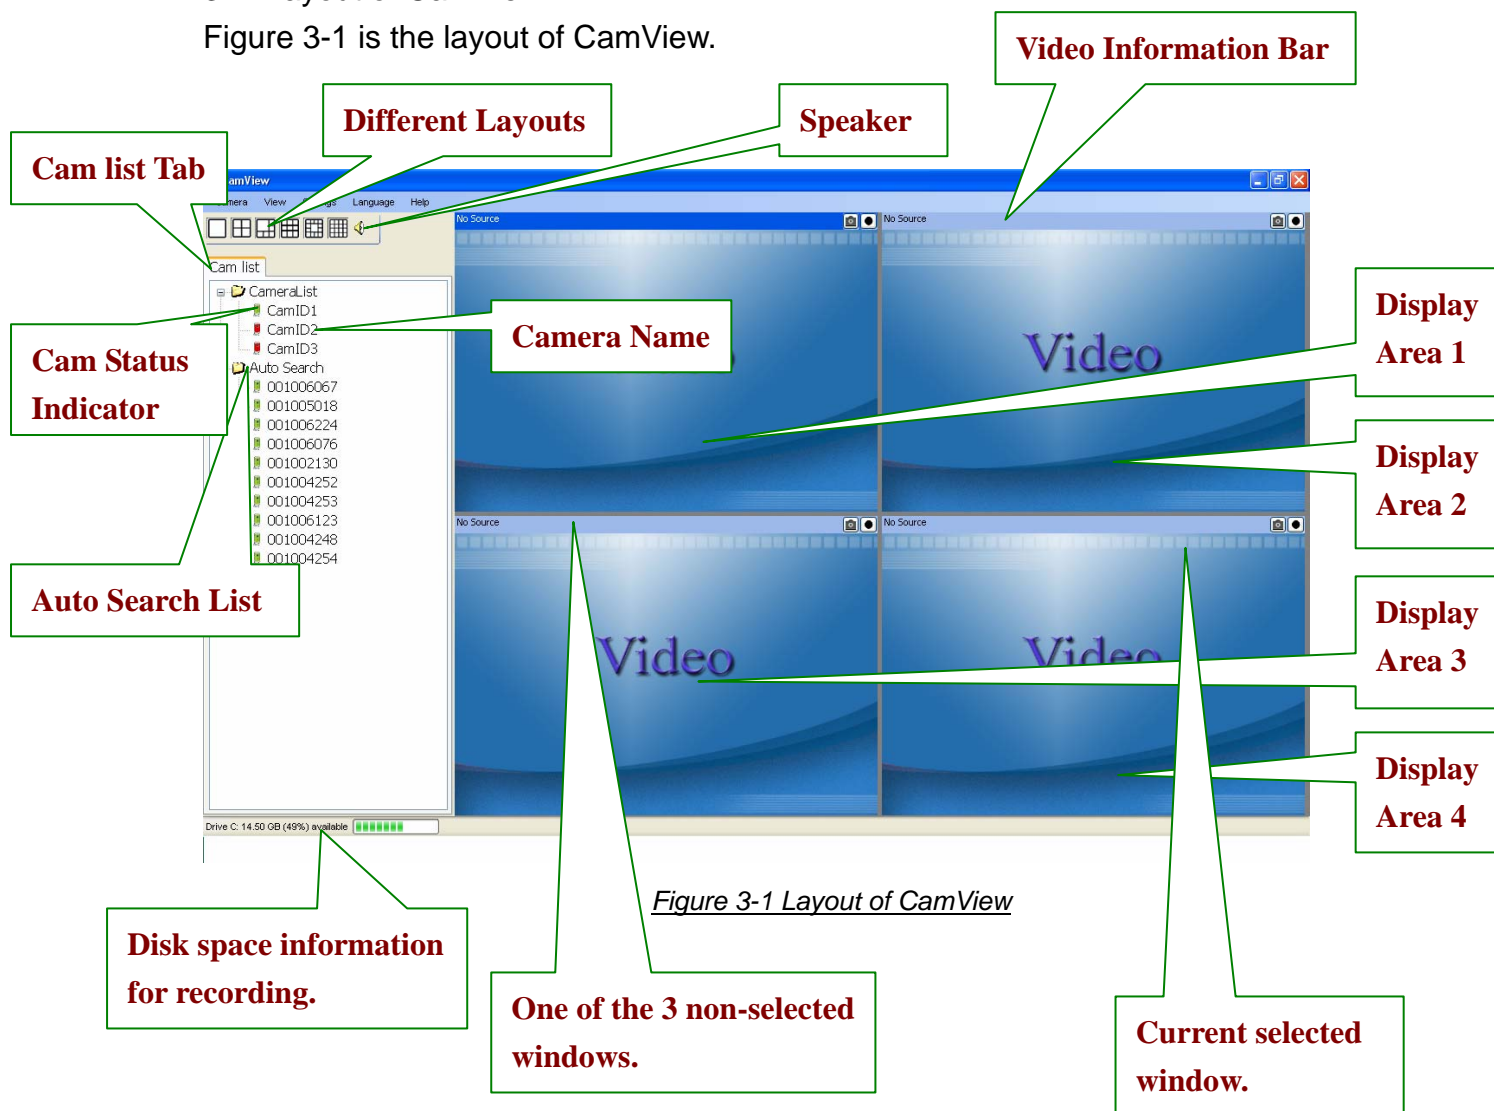 Figure 3-1 is the layout of CamView.
Video Information Bar
Different Layouts
Speaker
Cam list Tab
View
Language
Help
No Source
No Source
Cam list
CameraList
CamID1
CamID2
CamID3
Auto Search
001006067
001005018
001006224
001006076
001002130
001004252
001004253
001006123
001004248
001004254
Cam Status
Indicator
Camera Name
Video
Display
Area 1
Display
Area 2
No Source
No Source
Auto Search List
Video
Video
Display
Area 3
Display
Area 4
Drive C: 14.50 GB (49%) available
Figure 3-1 Layout of CamView
Disk space information
for recording.
One of the 3 non-selected
windows.
Current selected
window.